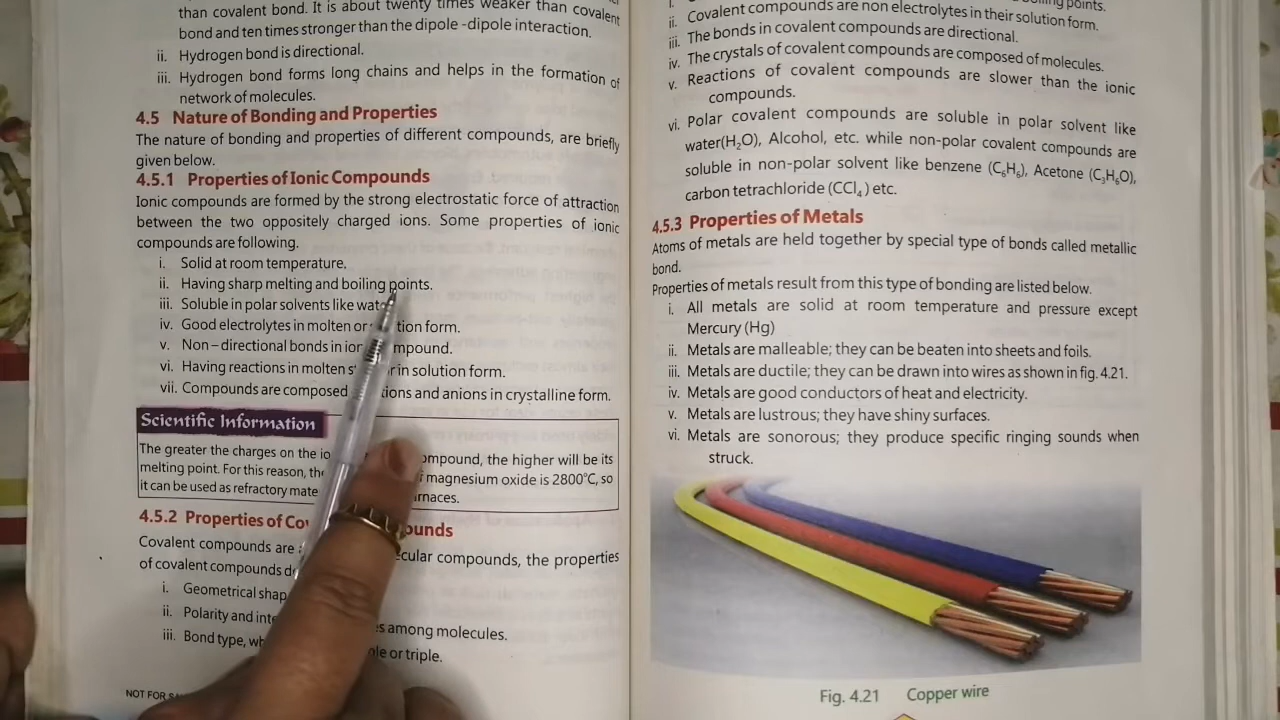 than covalent bond. It is about twenty times weaker than covalent
bond and ten times stronger than the dipole -dipole interaction.
ii. Hydrogen bond is directional.
iii. Hydrogen bond forms long chains and helps in the formation of
network of molecules.
4.5 Nature of Bonding and Properties
The nature of bonding and properties of different compounds, are briefly
given below.
4.5.1 Properties of Ionic Compounds
Ionic compounds are formed by the strong electrostatic force of attraction
between the two oppositely charged ions. Some properties of ionic
compounds are following.
i. Solid at room temperature.
ii. Having sharp melting and boiling points.
iii. Soluble in polar solvents like
iv. Good electrolytes in molten or form.
v. Non-directional bonds in
vi. Having reactions in molten in solution form.
vii. Compounds are composed and anions in crystalline form.
Scientific Information
The greater the charges on the the higher will be its
melting point. For this reason, magnesium oxide is 2800°C, so
it can be used as refractory
4.5.2 Properties of
Covalent compounds are compounds, the properties
of covalent compounds
i. Geometrical
ii. Polarity and among molecules.
iii. Bond type, or triple.
NOT FOR
points.
ii. Covalent compounds are non electrolytes in their solution form.
iii. The bonds in covalent compounds are directional.
iv. The crystals of covalent compounds are composed of molecules.
v. Reactions of covalent compounds are slower than the ionic
compounds.
vi. Polar covalent compounds are soluble in polar solvent like
water(H₂O), Alcohol, etc. while non-polar covalent compounds are
soluble in non-polar solvent like benzene (C₆H₆), Acetone (C₃H₆O),
carbon tetrachloride (CCl₄) etc.
4.5.3 Properties of Metals
Atoms of metals are held together by special type of bonds called metallic
bond.
Properties of metals result from this type of bonding are listed below.
i. All metals are solid at room temperature and pressure except
Mercury (Hg)
ii. Metals are malleable; they can be beaten into sheets and foils.
iii. Metals are ductile; they can be drawn into wires as shown in fig. 4.21.
iv. Metals are good conductors of heat and electricity.
v. Metals are lustrous; they have shiny surfaces.
vi. Metals are sonorous; they produce specific ringing sounds when
struck.
Fig. 4.21 Copper wire